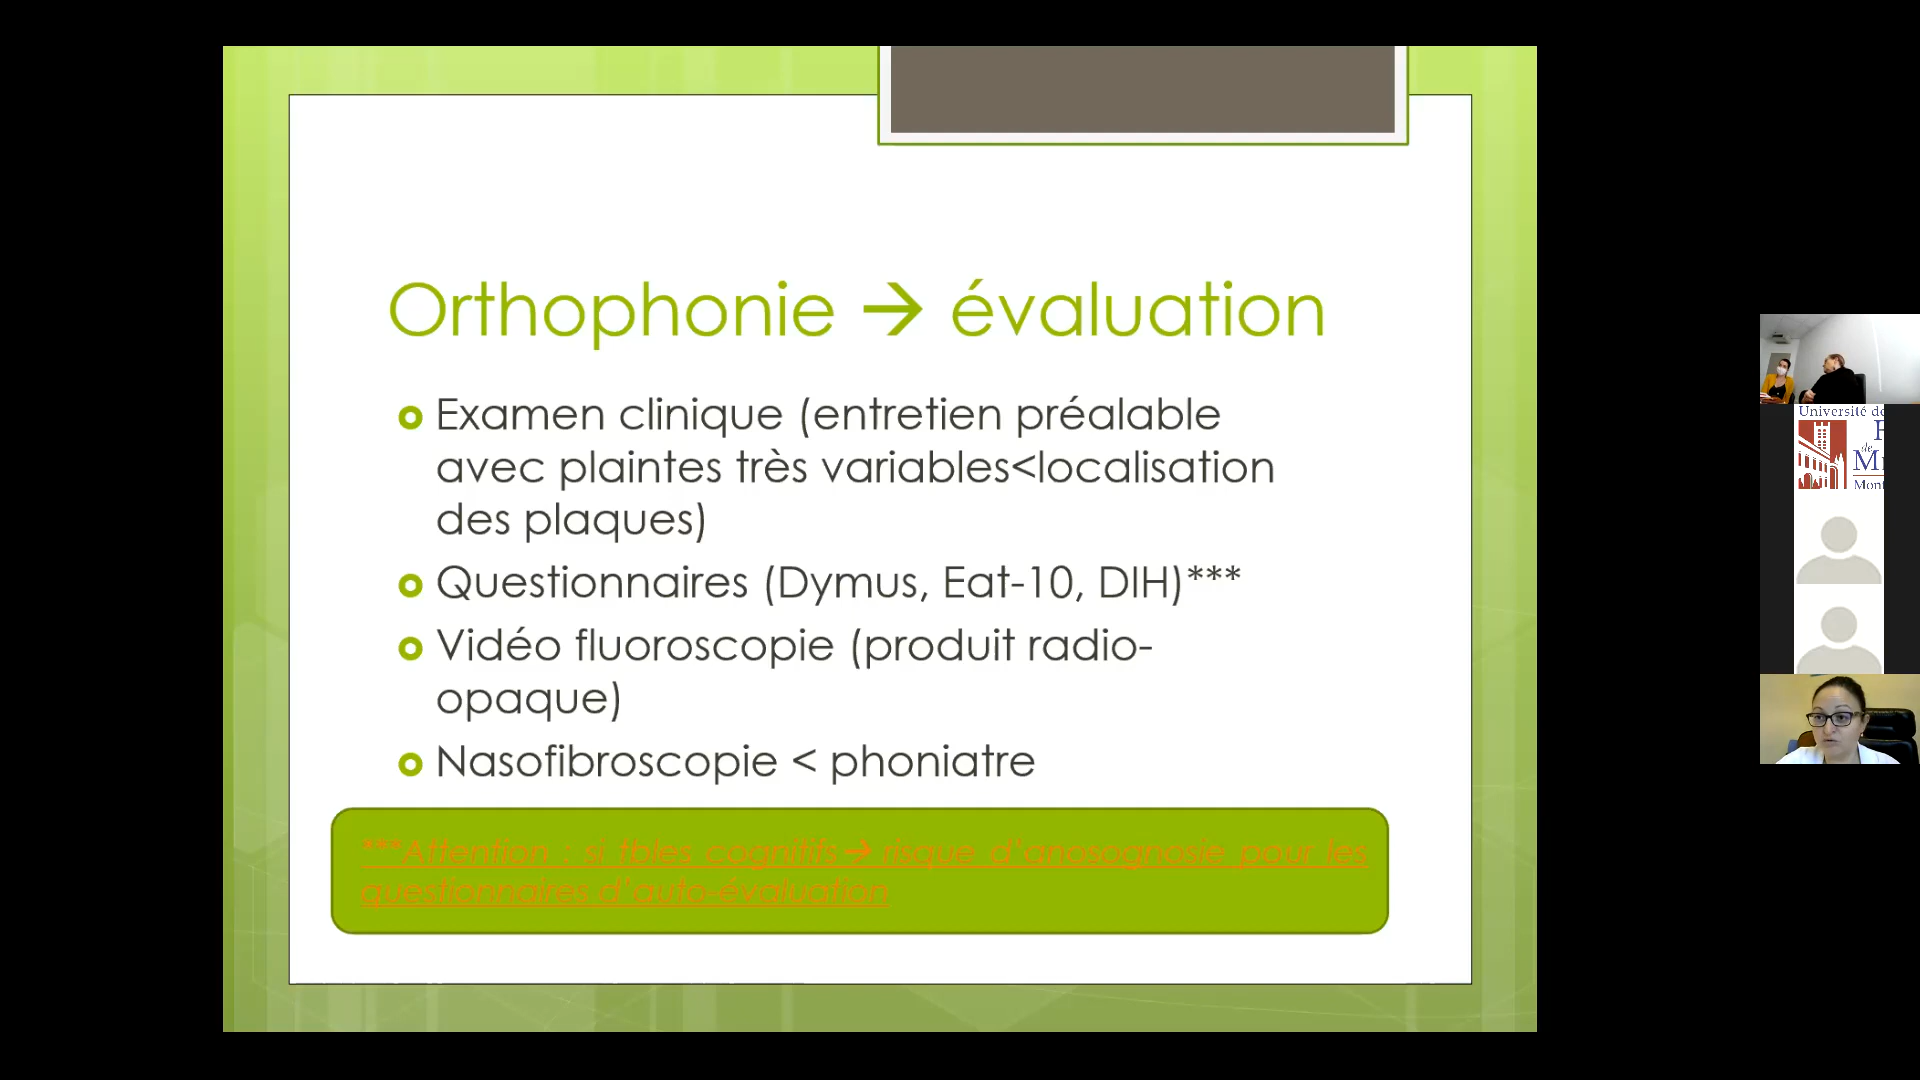 Orthophonie → évaluation
Examen clinique (entretien préalable
avec plaintes très variables<localisation
des plaques)
Questionnaires (Dymus, Eat-10, DIH)***
Vidéo fluoroscopie (produit radio-
opaque)
Nasofibroscopie < phoniatre
***Attention : si tbles cognitifs→ risque d'anosognosie pour les
questionnaires d'auto-évaluation
Université de
de
Mont